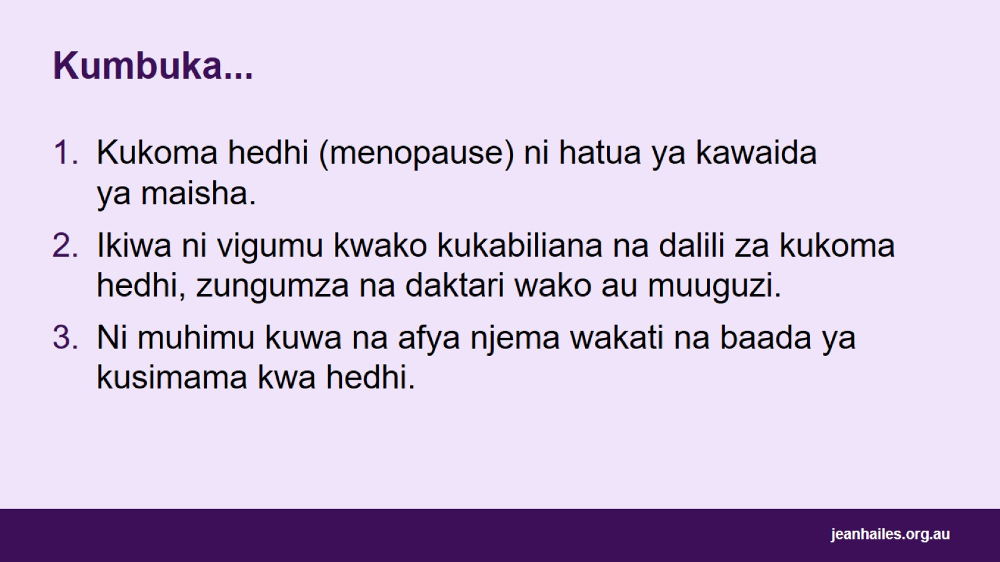 Kumbuka...
1. Kukoma hedhi (menopause) ni hatua ya kawaida
ya maisha.
2. Ikiwa ni vigumu kwako kukabiliana na dalili za kukoma
hedhi, zungumza na daktari wako au muuguzi.
3. Ni muhimu kuwa na afya njema wakati na baada ya
kusimama kwa hedhi.
jeanhailes.org.au